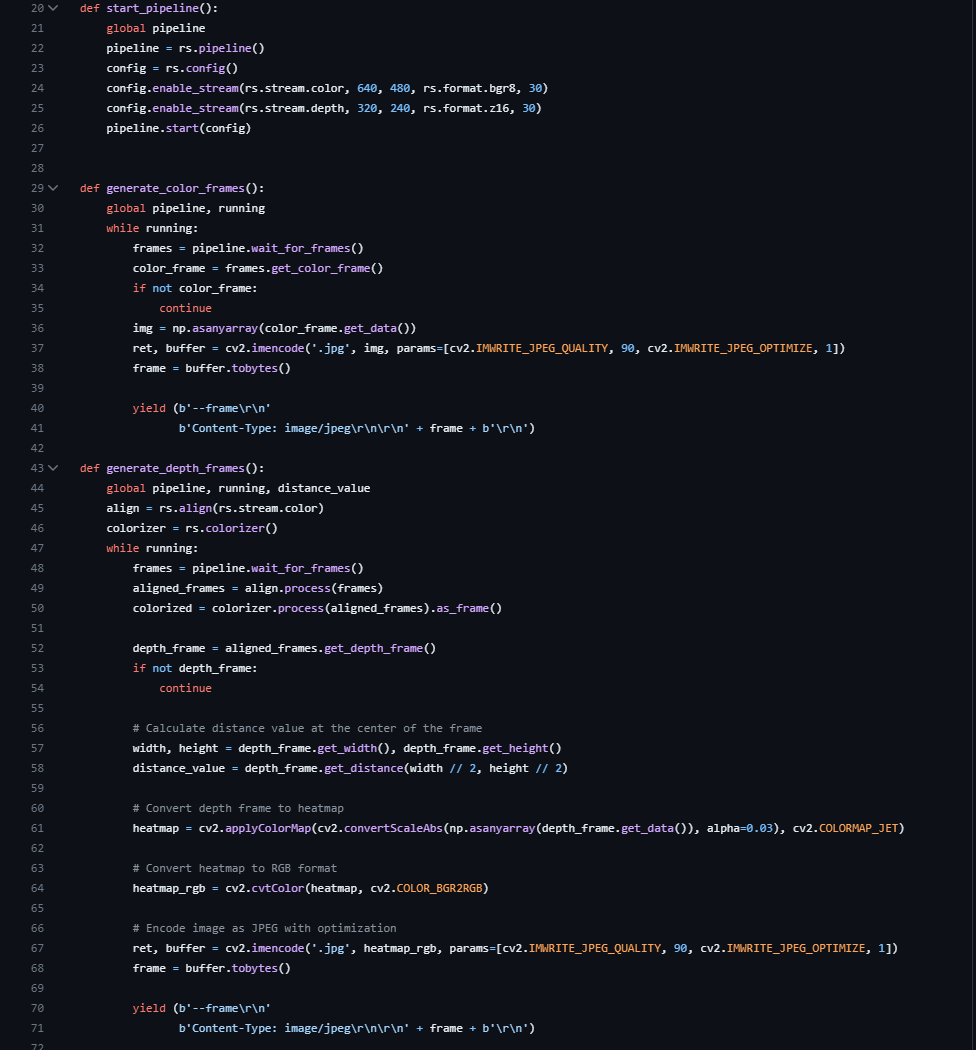 20 def start_pipeline():
21 global pipeline
22 pipeline = rs.pipeline()
23 config = rs.config()
24 config.enable_stream(rs.stream.color, 640, 480, rs.format.bgr8, 30)
25 config.enable_stream(rs.stream.depth, 320, 240, rs.format.z16, 30)
26 pipeline.start(config)
27
28
29 def generate_color_frames():
30 global pipeline, running
31 while running:
32 frames = pipeline.wait_for_frames()
33 color_frame = frames.get_color_frame()
34 if not color_frame:
35 continue
36 img = np.asanyarray(color_frame.get_data())
37 ret, buffer = cv2.imencode('.jpg', img, params=[cv2.IMWRITE_JPEG_QUALITY, 90, cv2.IMWRITE_JPEG_OPTIMIZE, 1])
38 frame = buffer.tobytes()
39
40 yield (b'--frame\r\n'
41 b'Content-Type: image/jpeg\r\n\r\n' + frame + b'\r\n')
42
43 def generate_depth_frames():
44 global pipeline, running, distance_value
45 align = rs.align(rs.stream.color)
46 colorizer = rs.colorizer()
47 while running:
48 frames = pipeline.wait_for_frames()
49 aligned_frames = align.process(frames)
50 colorized = colorizer.process(aligned_frames).as_frame()
51
52 depth_frame = aligned_frames.get_depth_frame()
53 if not depth_frame:
54 continue
55
56 # Calculate distance value at the center of the frame
57 width, height = depth_frame.get_width(), depth_frame.get_height()
58 distance_value = depth_frame.get_distance(width // 2, height // 2)
59
60 # Convert depth frame to heatmap
61 heatmap = cv2.applyColorMap(cv2.convertScaleAbs(np.asanyarray(depth_frame.get_data()), alpha=0.03), cv2.COLORMAP_JET)
62
63 # Convert heatmap to RGB format
64 heatmap_rgb = cv2.cvtColor(heatmap, cv2.COLOR_BGR2RGB)
65
66 # Encode image as JPEG with optimization
67 ret, buffer = cv2.imencode('.jpg', heatmap_rgb, params=[cv2.IMWRITE_JPEG_QUALITY, 90, cv2.IMWRITE_JPEG_OPTIMIZE, 1])
68 frame = buffer.tobytes()
69
70 yield (b'--frame\r\n'
71 b'Content-Type: image/jpeg\r\n\r\n' + frame + b'\r\n')
72